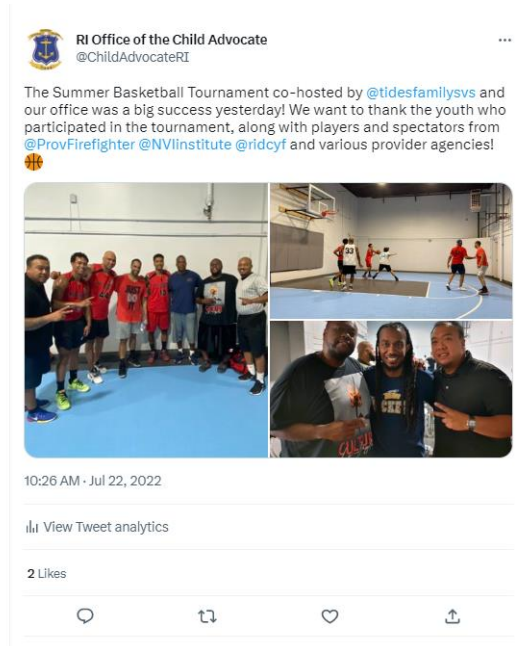 RI Office of the Child Advocate
@ChildAdvocateRI
The Summer Basketball Tournament co-hosted by @tidesfamilysvs and
our office was a big success yesterday! We want to thank the youth who
participated in the tournament, along with players and spectators from
@ProvFirefighter @NVIinstitute @ridcyf and various provider agencies!
33
10:26 AM · Jul 22, 2022
View Tweet analytics
2 Likes